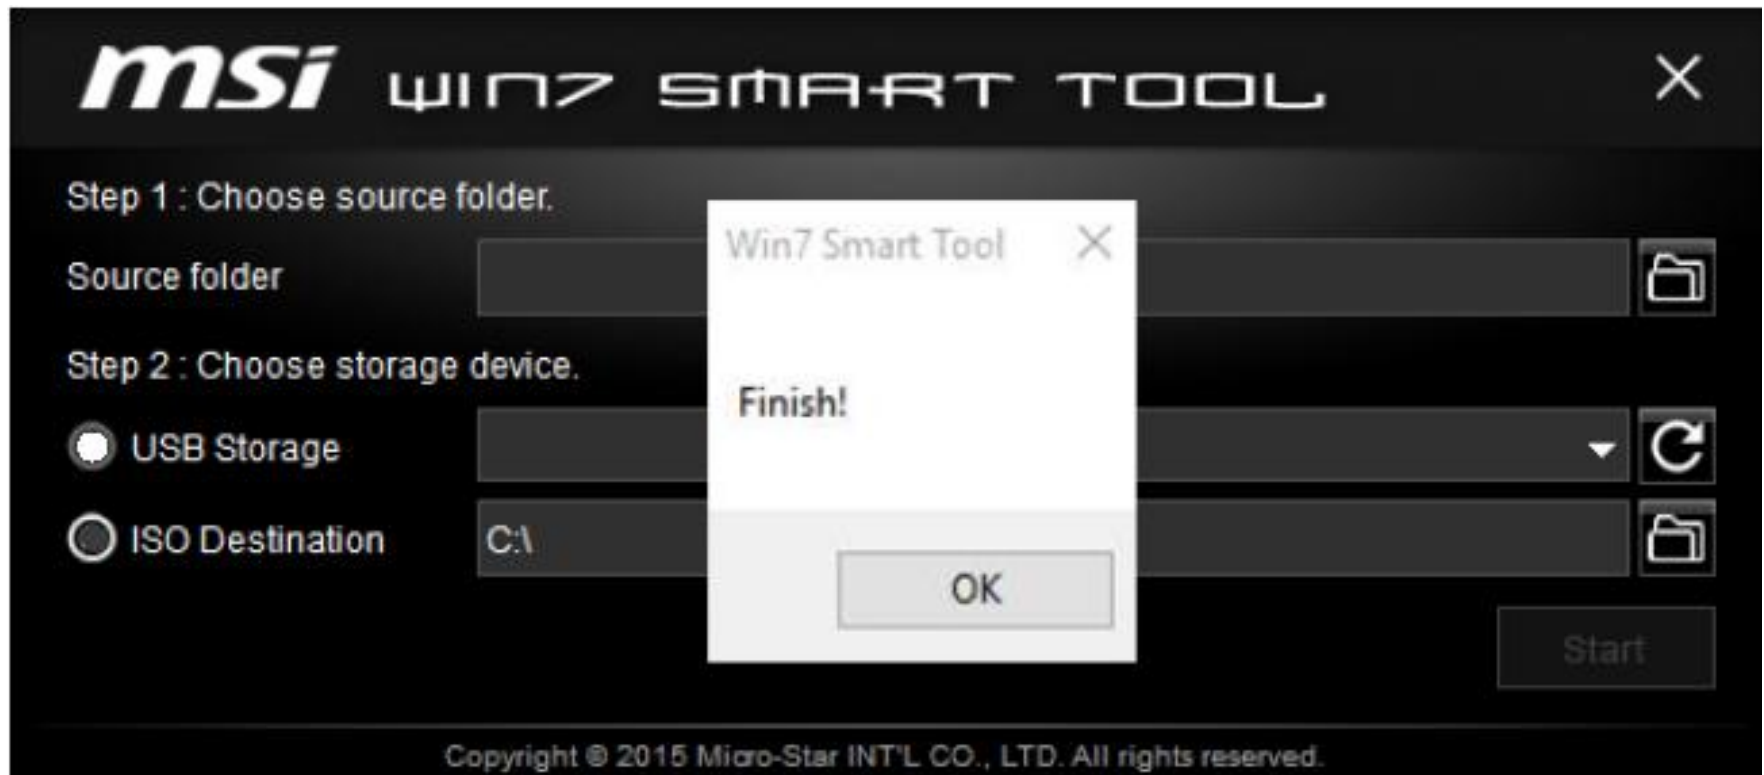 msi WIN7 SMART TOOL
Step 1 : Choose source folder.
Win7 Smart Tool
Source folder
Step 2 : Choose storage device.
Finish!
USB Storage
ISO Destination C:\
OK
Start
Copyright © 2015 Micro-Star INT'L CO., LTD. All rights reserved.